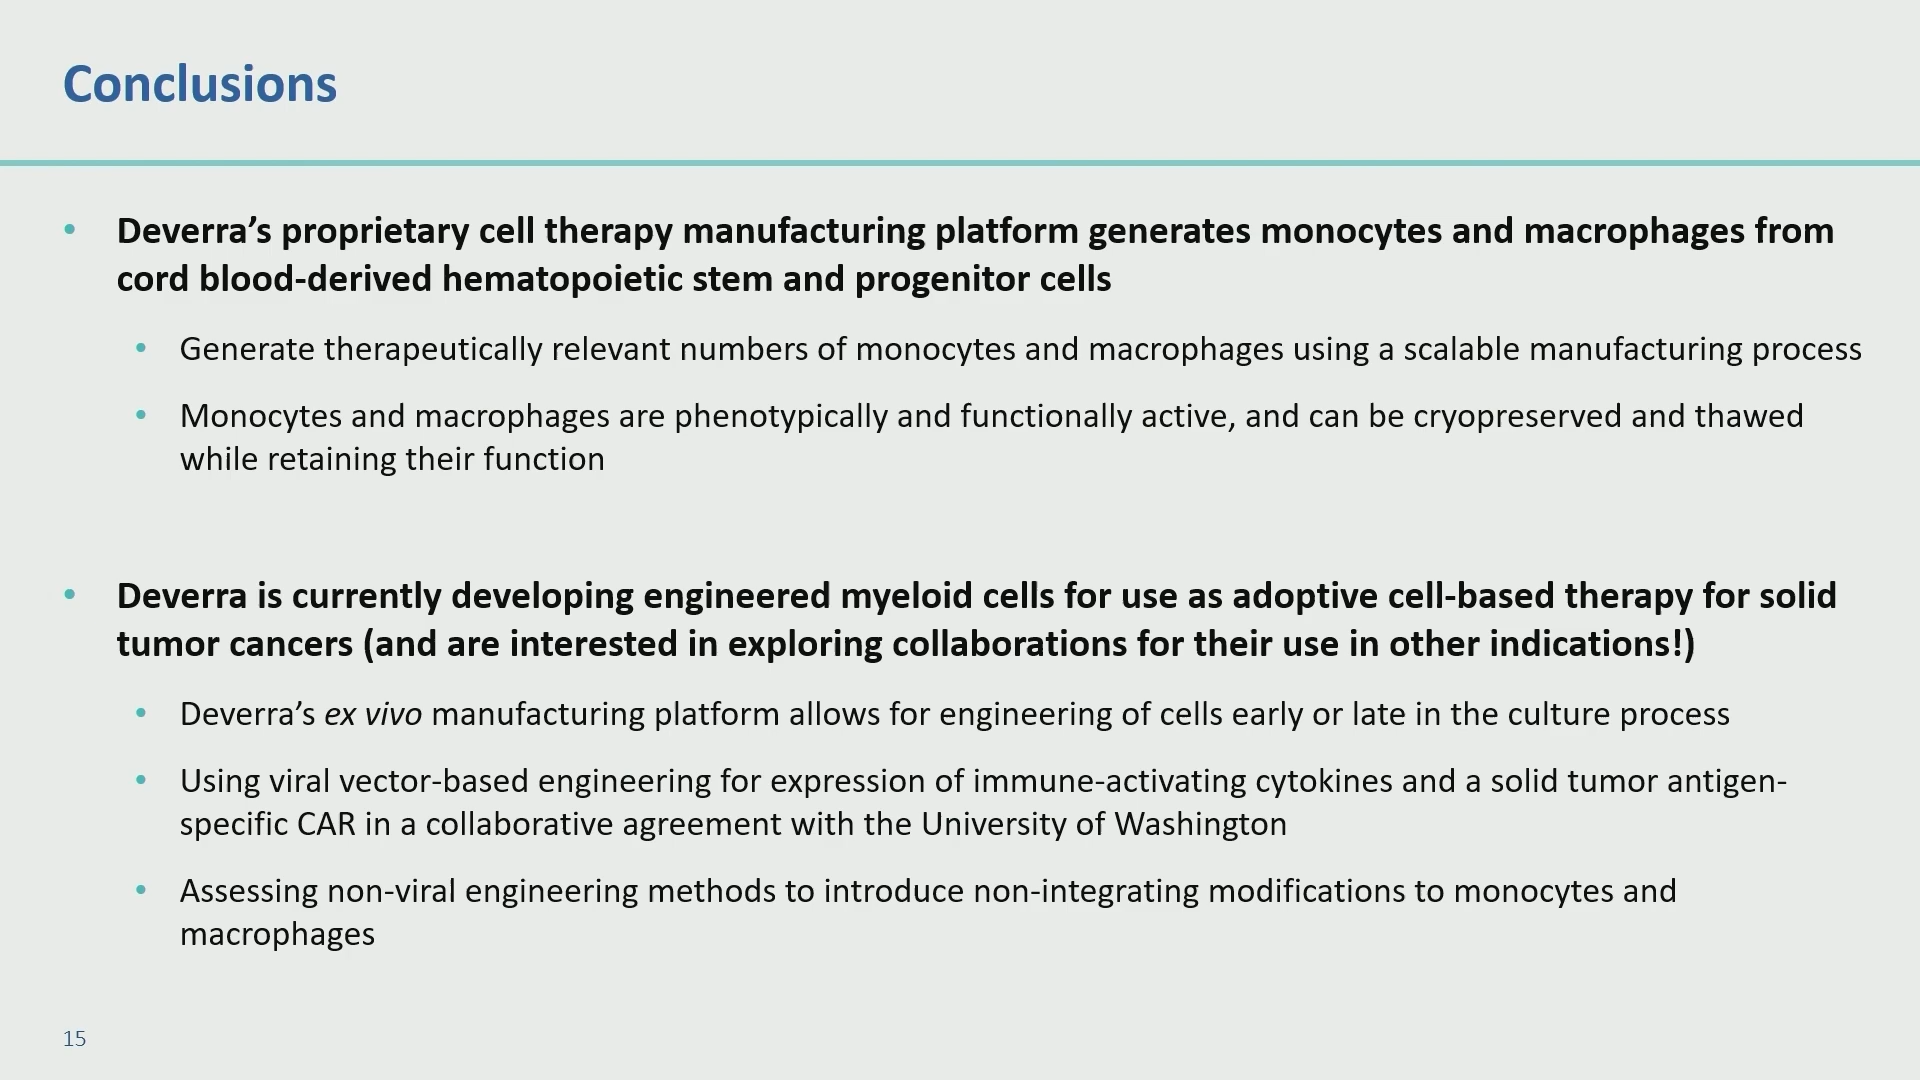 Conclusions
• Deverra’s proprietary cell therapy manufacturing platform generates monocytes and macrophages from
cord blood-derived hematopoietic stem and progenitor cells
• Generate therapeutically relevant numbers of monocytes and macrophages using a scalable manufacturing process
• Monocytes and macrophages are phenotypically and functionally active, and can be cryopreserved and thawed
while retaining their function
• Deverra is currently developing engineered myeloid cells for use as adoptive cell-based therapy for solid
tumor cancers (and are interested in exploring collaborations for their use in other indications!)
• Deverra’s ex vivo manufacturing platform allows for engineering of cells early or late in the culture process
• Using viral vector-based engineering for expression of immune-activating cytokines and a solid tumor antigen-
specific CAR in a collaborative agreement with the University of Washington
• Assessing non-viral engineering methods to introduce non-integrating modifications to monocytes and
macrophages
15